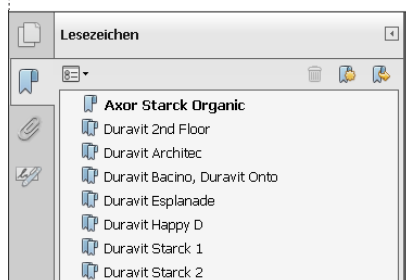 Lesezeichen
Axor Starck Organic
Duravit 2nd Floor
Duravit Architec
Duravit Bacino, Duravit Onto
Duravit Esplanade
Duravit Happy D
Duravit Starck 1
Duravit Starck 2